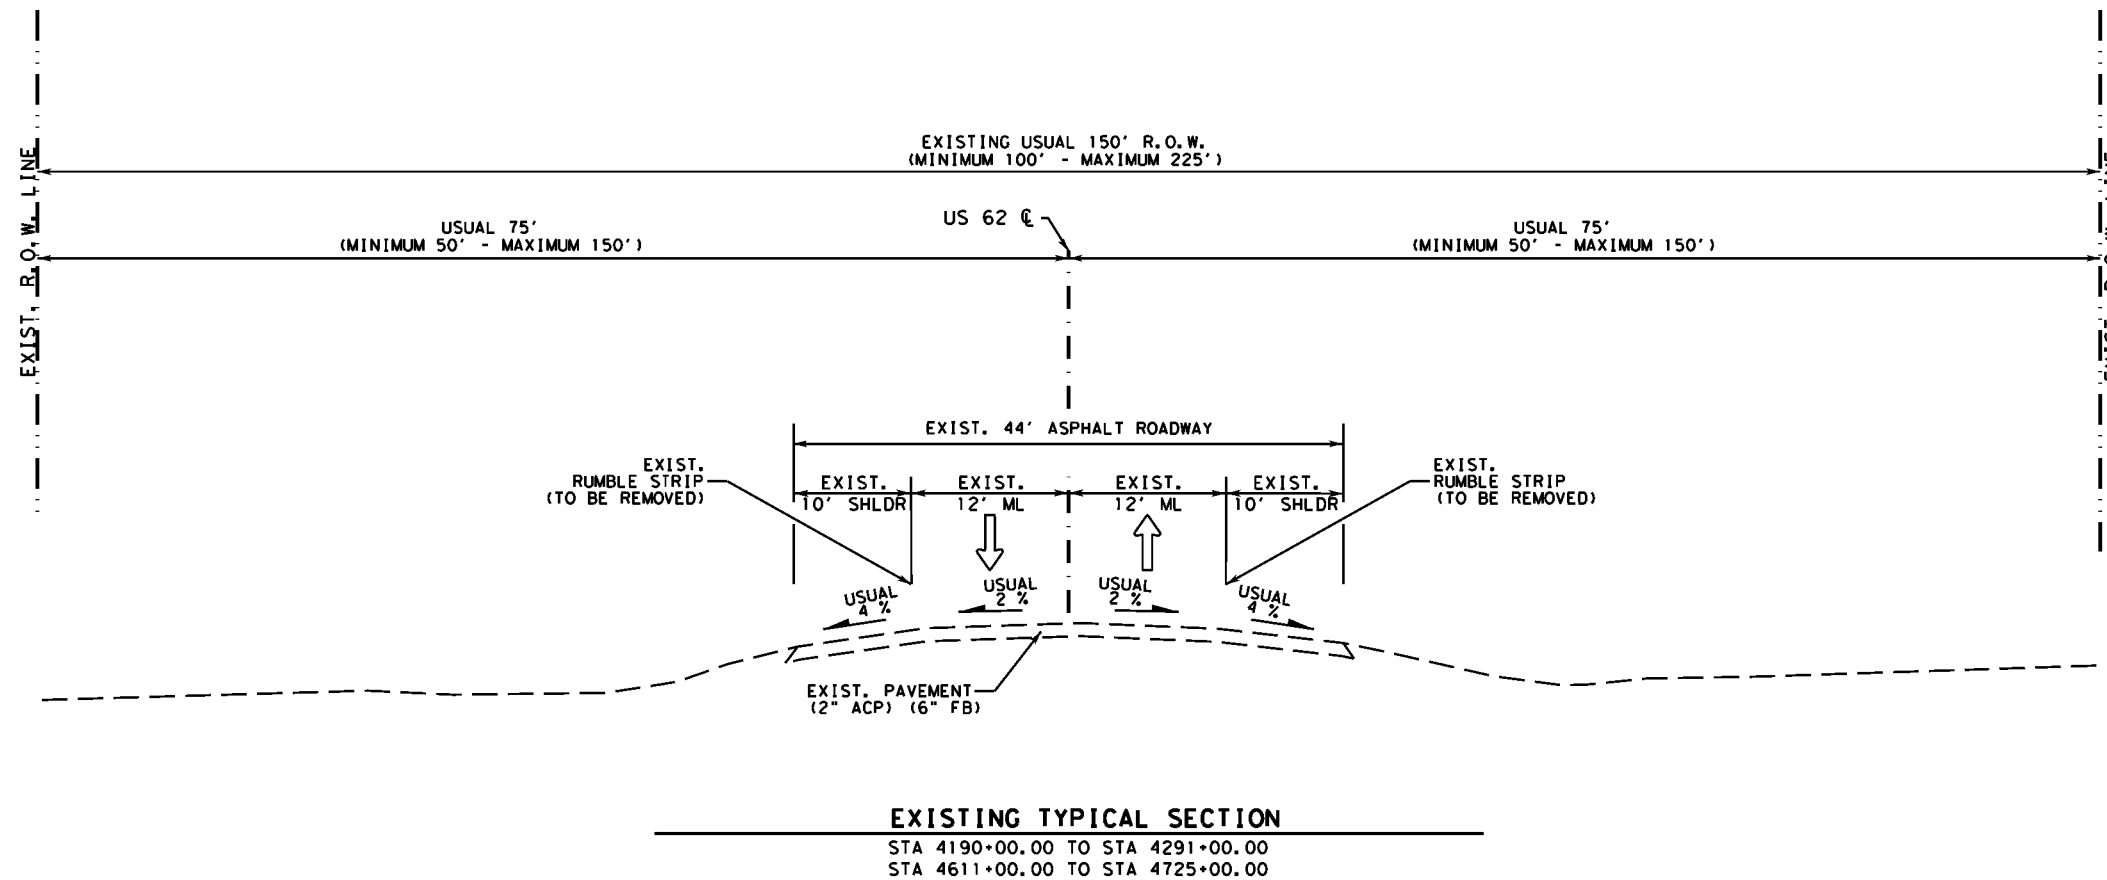 EXISTING USUAL 150' R.O.W.
(MINIMUM 100' - MAXIMUM 225')
EXIST. R.O.W. LINE
US 62 ℄
USUAL 75'
(MINIMUM 50' - MAXIMUM 150')
USUAL 75'
(MINIMUM 50' - MAXIMUM 150')
EXIST. 44' ASPHALT ROADWAY
EXIST.
RUMBLE STRIP
(TO BE REMOVED)
EXIST.
10' SHLDR
EXIST.
12' ML
EXIST.
12' ML
EXIST.
10' SHLDR
EXIST.
RUMBLE STRIP
(TO BE REMOVED)
USUAL
4 %
USUAL
2 %
USUAL
2 %
USUAL
4 %
EXIST. PAVEMENT
(2" ACP) (6" FB)
EXISTING TYPICAL SECTION
STA 4190+00.00 TO STA 4291+00.00
STA 4611+00.00 TO STA 4725+00.00